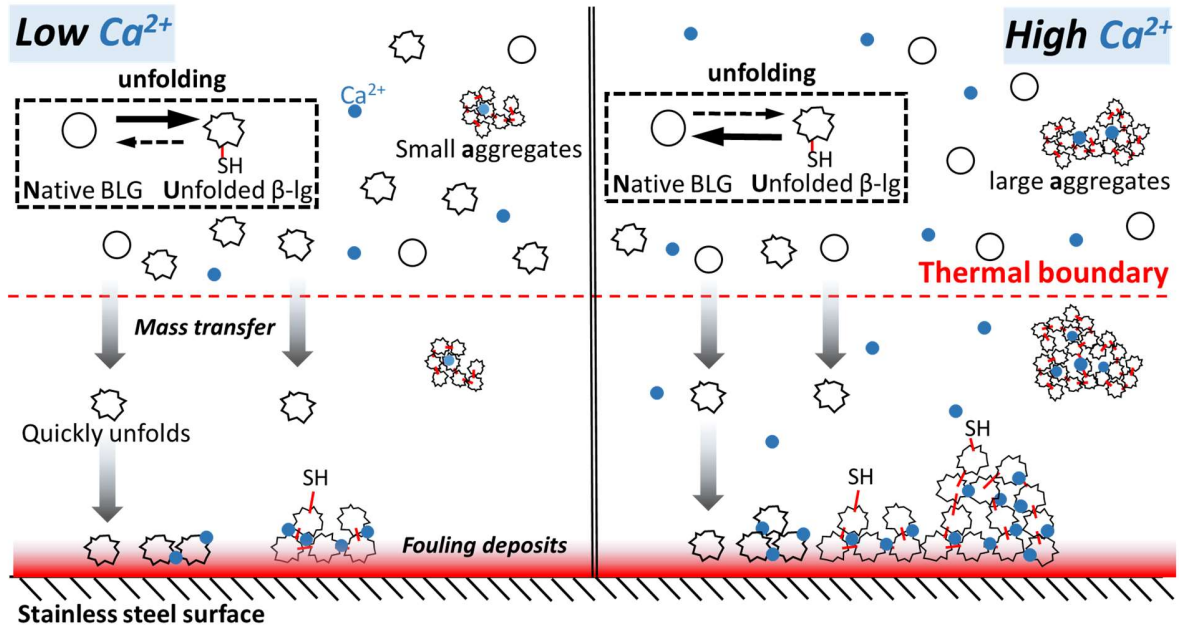 Low Ca²⁺
unfolding
SH
Native BLG
Unfolded β-lg
Ca²⁺
Small aggregates
Mass transfer
Quickly unfolds
SH
Fouling deposits
Stainless steel surface
High Ca²⁺
unfolding
SH
Native BLG
Unfolded β-lg
large aggregates
Thermal boundary
SH
SH